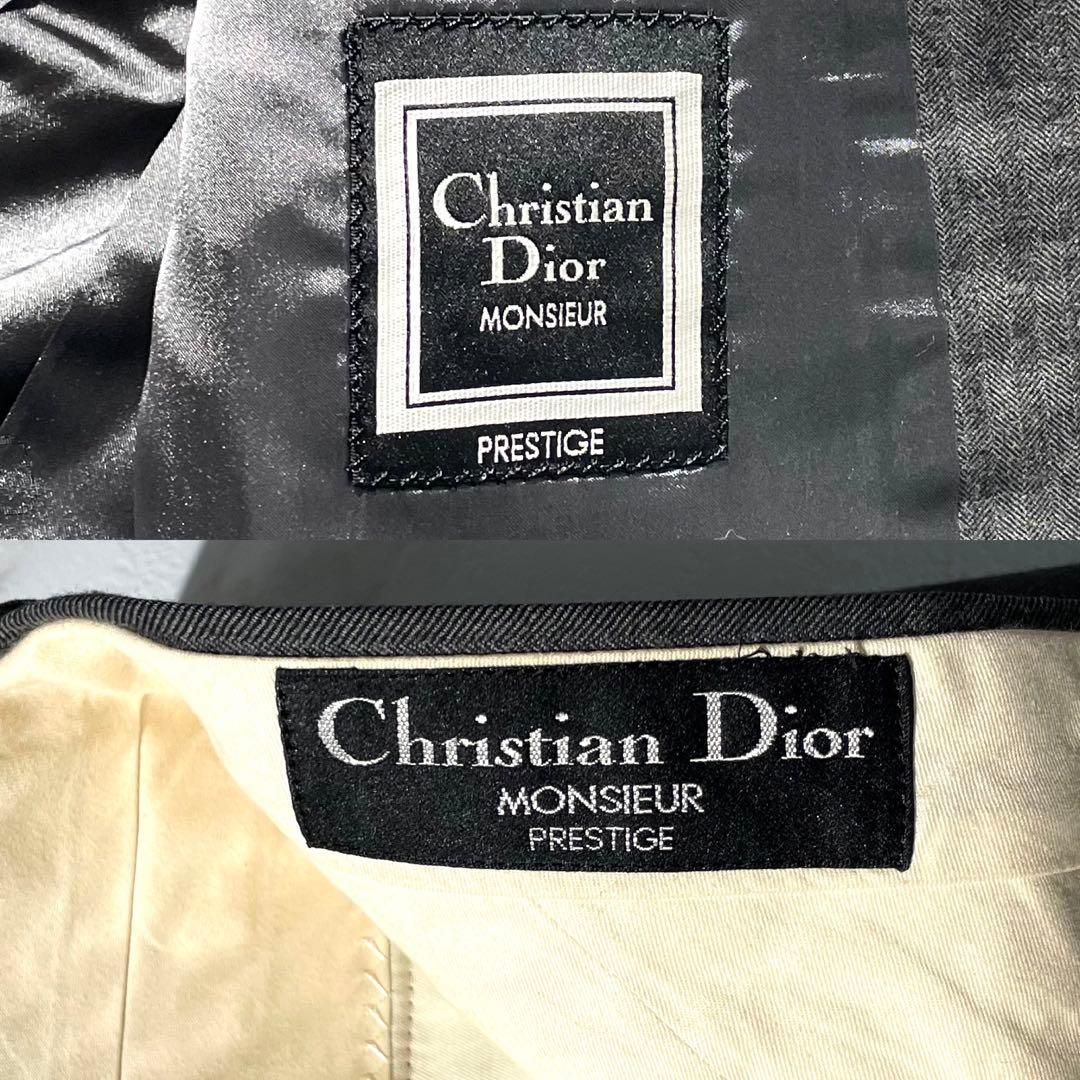 Christian
Dior
MONSIEUR
PRESTIGE
Christian Dior
MONSIEUR
PRESTIGE